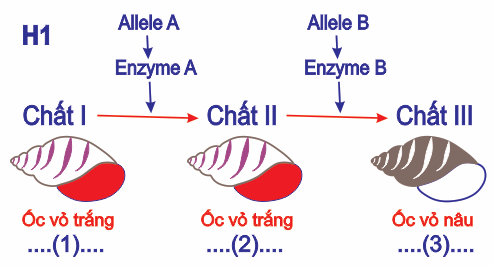 H1
Allele A Allele B
Enzyme A Enzyme B
Chất I Chất II Chất III
Ốc vỏ trắng Ốc vỏ trắng Ốc vỏ nâu
....(1).... ....(2).... ....(3)....